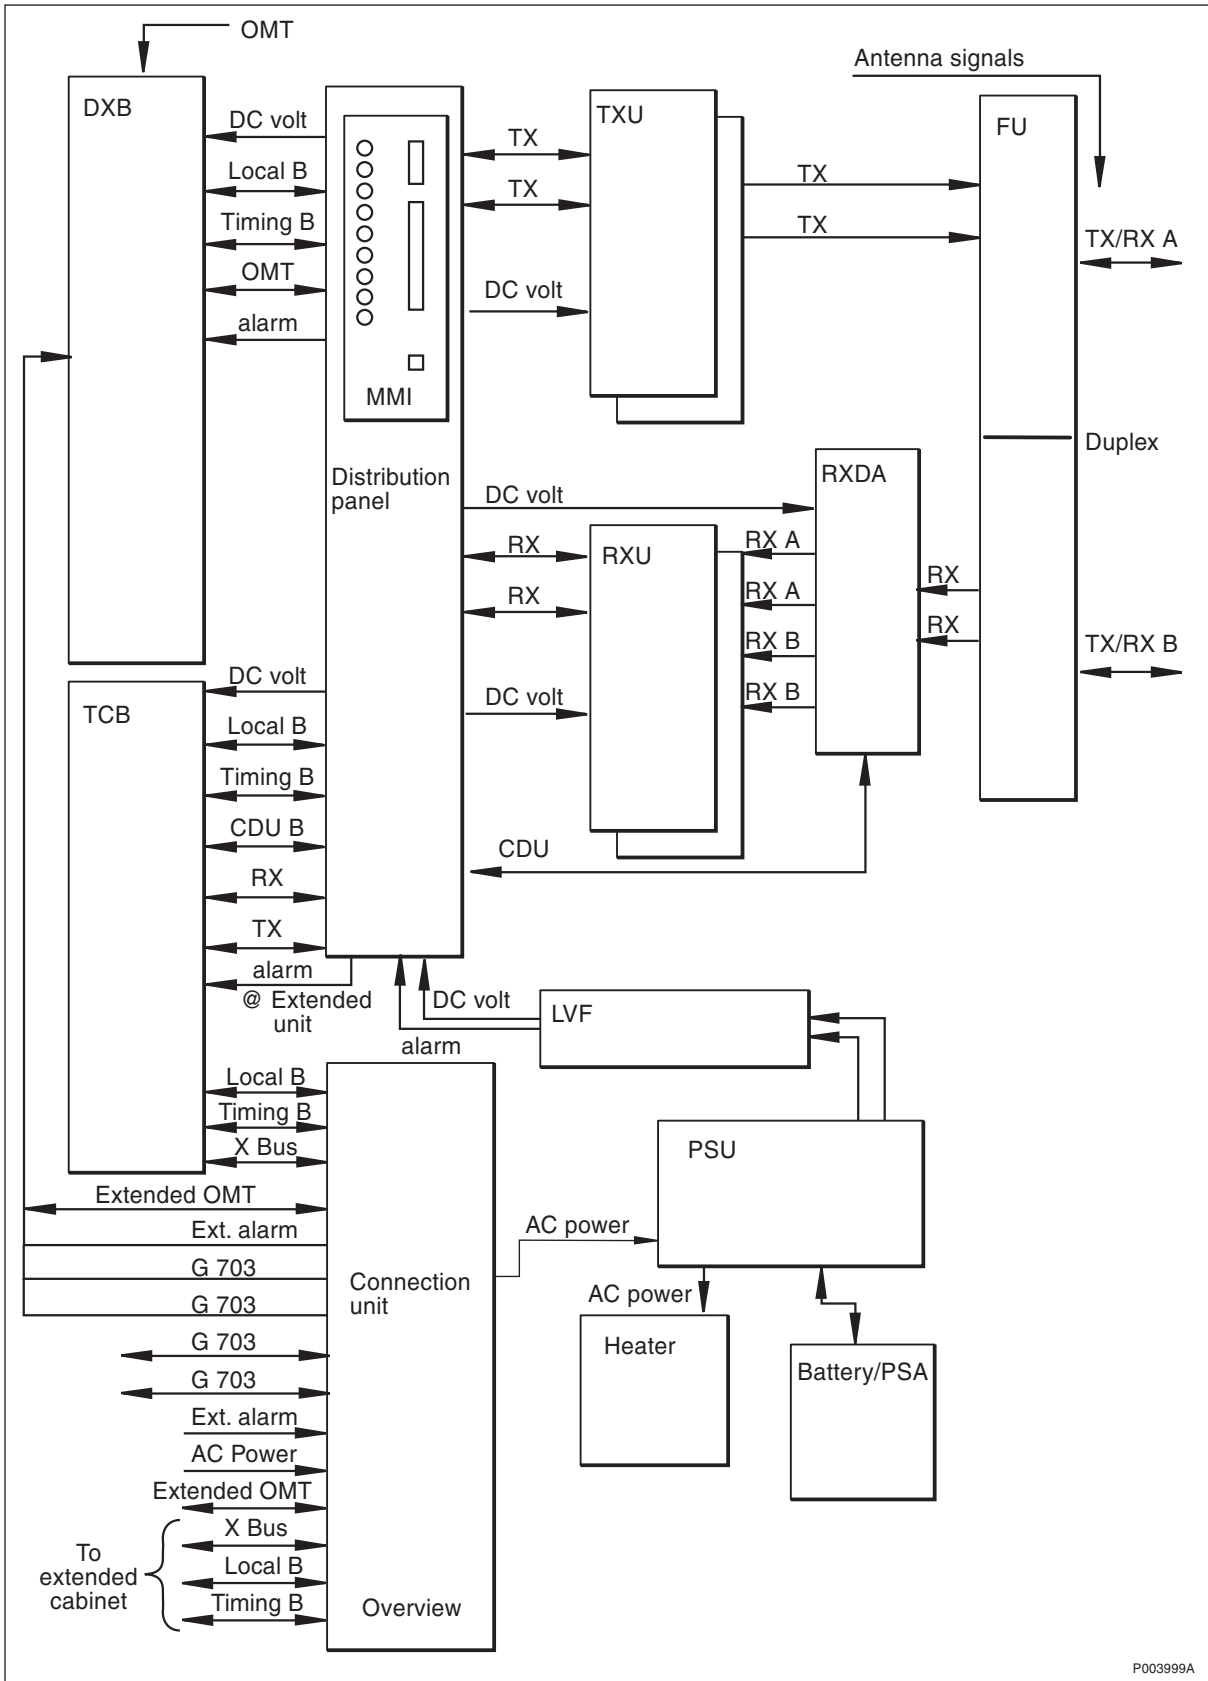 OMT
Antenna signals
DXB
DC volt
Local B
Timing B
OMT
alarm
MMI
Distribution
panel
TX
TX
DC volt
TXU
TX
TX
FU
TX/RX A
Duplex
TX/RX B
DC volt
RX
RX
DC volt
RXU
RXDA
RX A
RX A
RX B
RX B
RX
RX
CDU
TCB
DC volt
Local B
Timing B
CDU B
RX
TX
alarm
@ Extended
unit
DC volt
alarm
LVF
Local B
Timing B
X Bus
Extended OMT
Ext. alarm
G 703
G 703
G 703
G 703
Ext. alarm
AC Power
Extended OMT
X Bus
Local B
Timing B
To
extended
cabinet
Connection
unit
Overview
AC power
PSU
AC power
Heater
Battery/PSA
P003999A